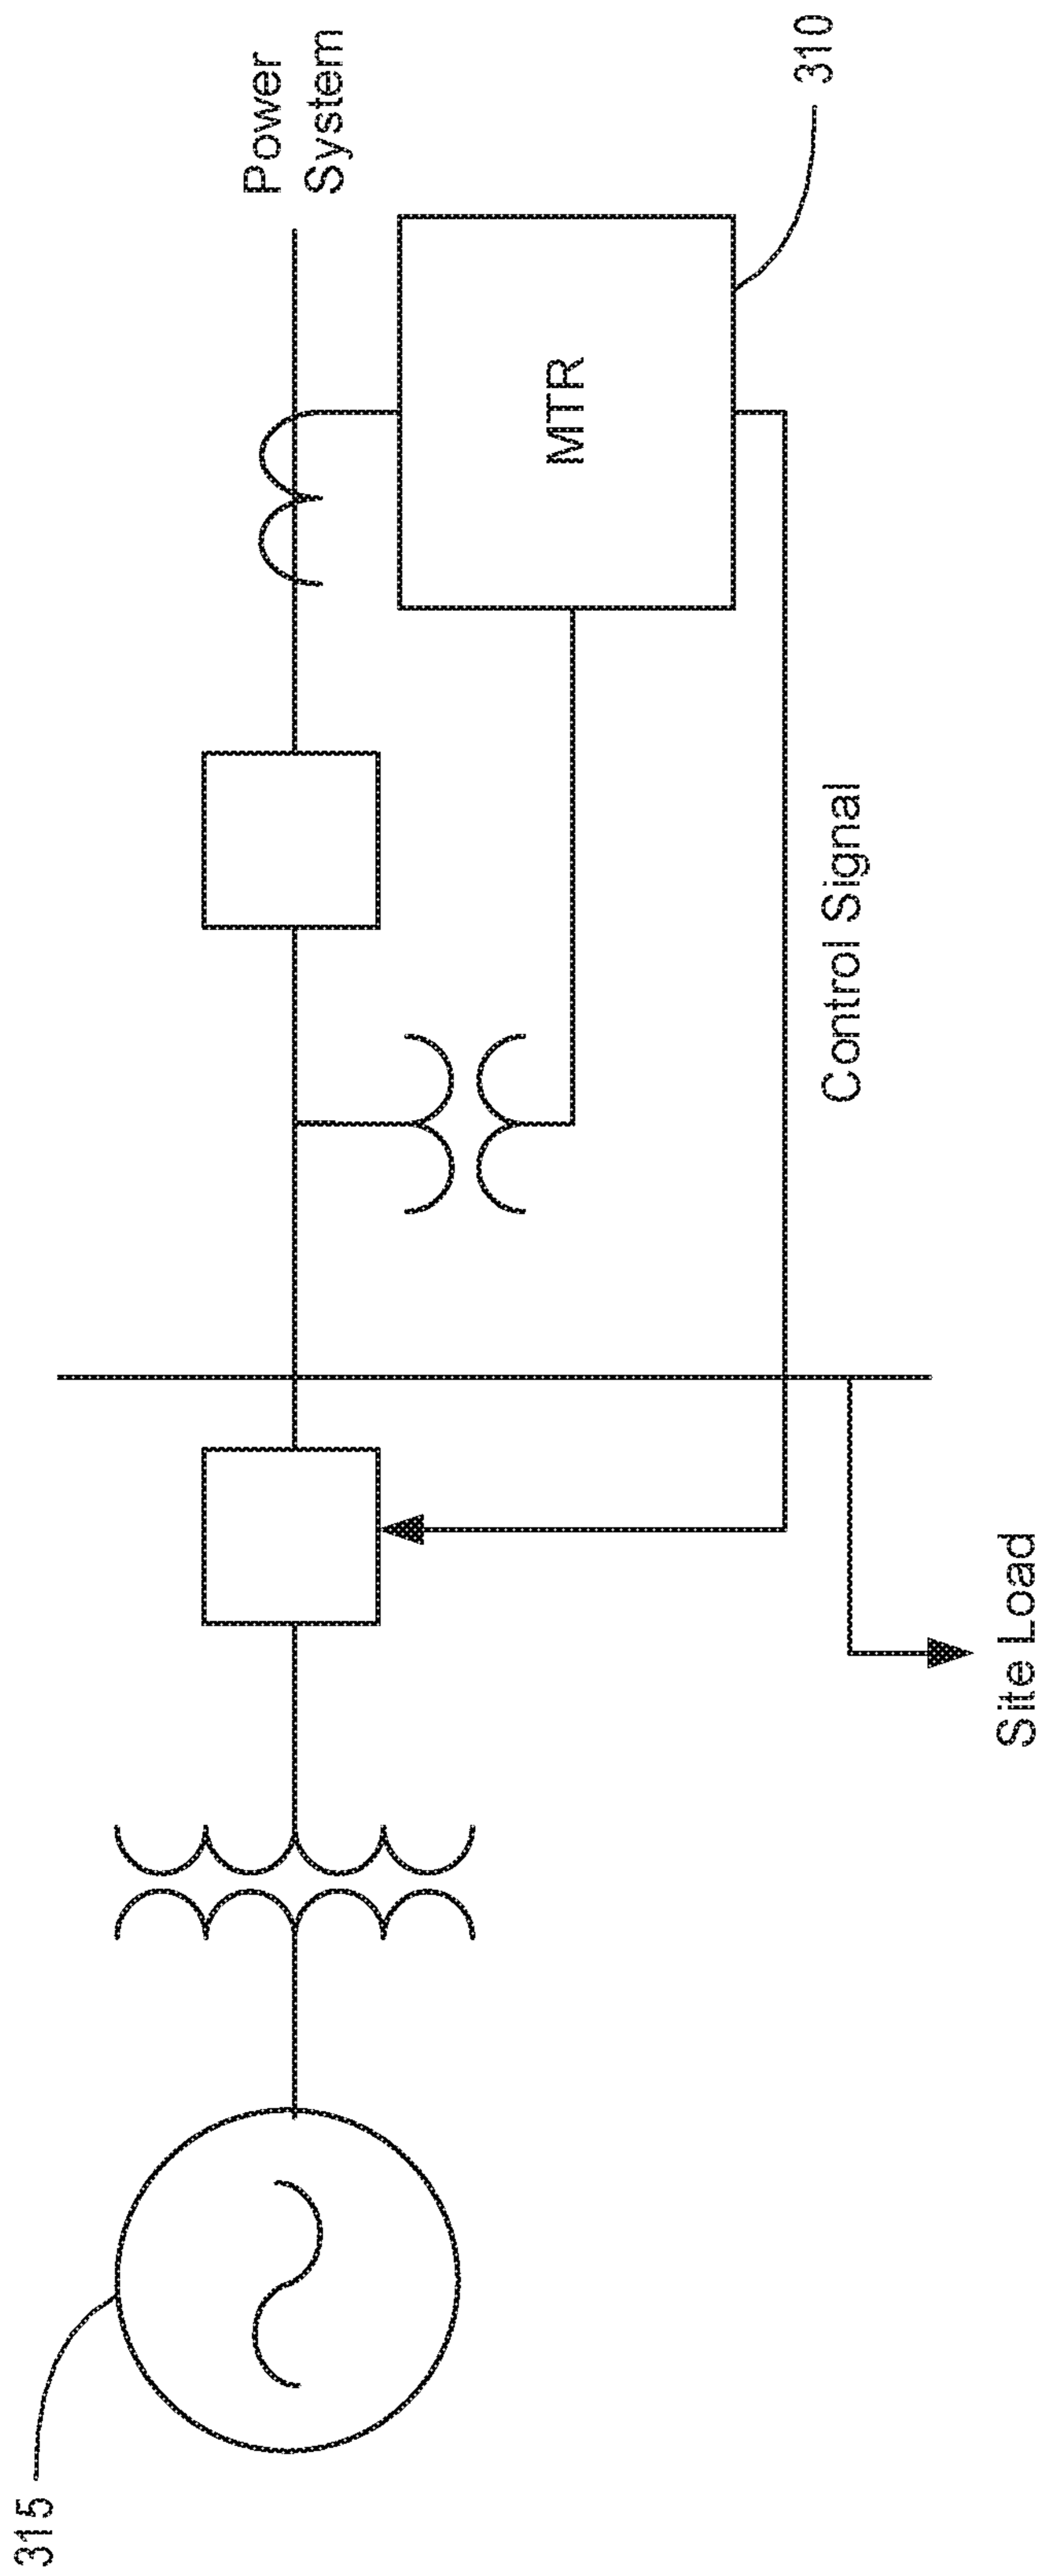 315
Site Load
Control Signal
MTR
Power
System
310